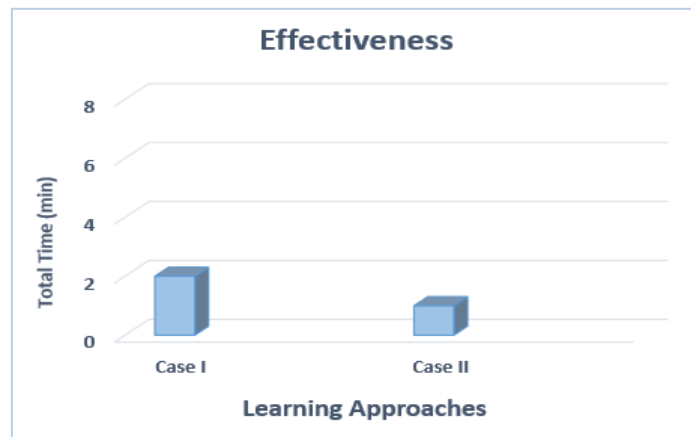 Effectiveness
Total Time (min)
8
6
4
2
0
Case I
Case II
Learning Approaches